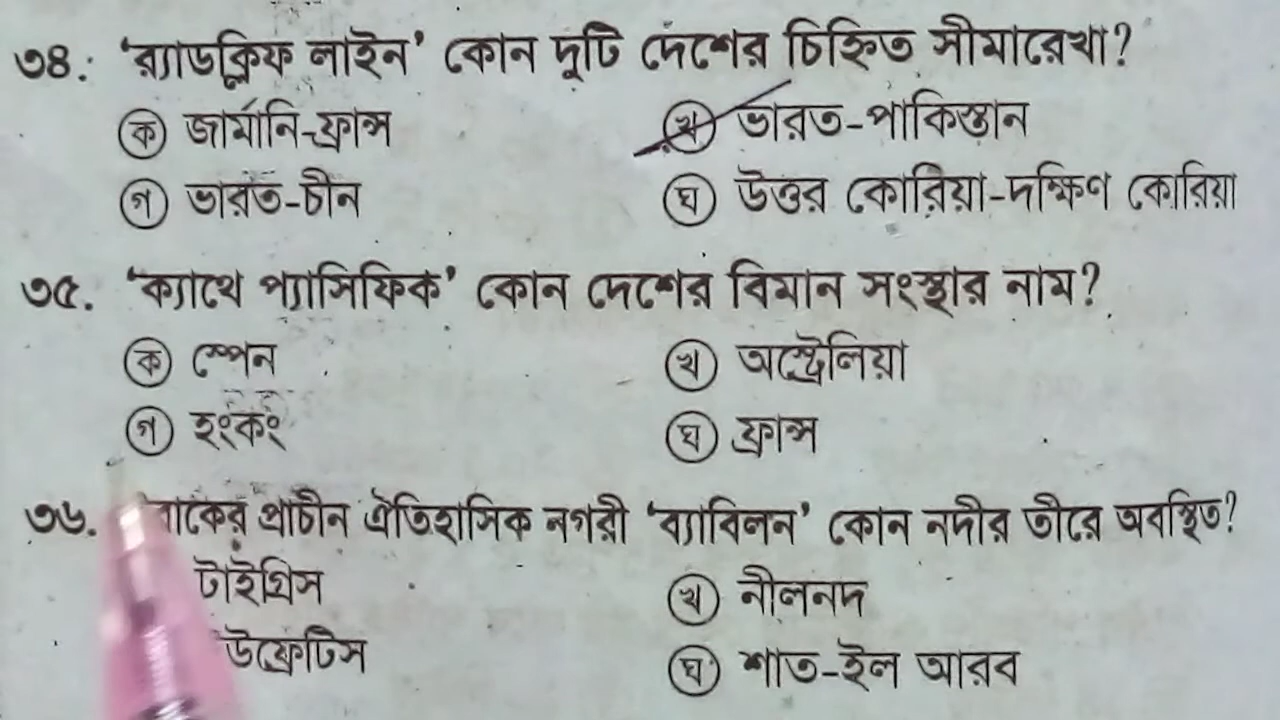 ৩৪. 'র‍্যাডক্লিফ লাইন' কোন দুটি দেশের চিহ্নিত সীমারেখা?
ক জার্মানি-ফ্রান্স খ ভারত-পাকিস্তান
গ ভারত-চীন ঘ উত্তর কোরিয়া-দক্ষিণ কোরিয়া
৩৫. 'ক্যাথে প্যাসিফিক' কোন দেশের বিমান সংস্থার নাম?
ক স্পেন খ অস্ট্রেলিয়া
গ হংকং ঘ ফ্রান্স
৩৬. প্রাচীন ঐতিহাসিক নগরী 'ব্যাবিলন' কোন নদীর তীরে অবস্থিত?
টাইগ্রিস খ নীলনদ
উফ্রেটিস ঘ শাত-ইল আরব